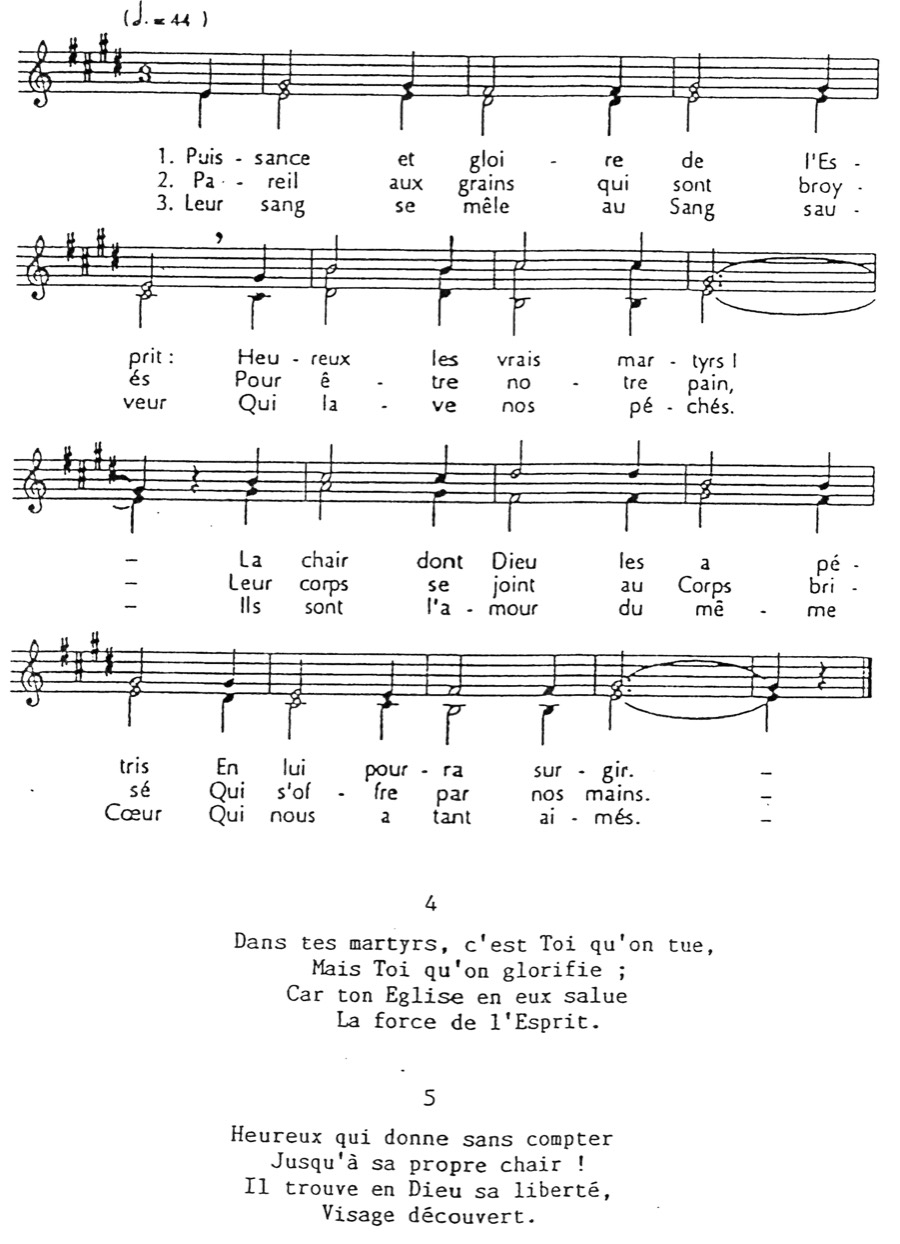 (𝅗𝅥. = 44 )
1. Puis - sance et gloi - re de l'Es -
2. Pa - reil aux grains qui sont broy -
3. Leur sang se mêle au Sang sau -
prit : Heu - reux les vrais mar - tyrs !
és Pour ê - tre no - tre pain,
veur Qui la - ve nos pé - chés.
– La chair dont Dieu les a pé -
– Leur corps se joint au Corps bri -
– Ils sont l'a - mour du mê - me
tris En lui pour - ra sur - gir. –
sé Qui s'of - fre par nos mains. –
Cœur Qui nous a tant ai - més. –
4
Dans tes martyrs, c'est Toi qu'on tue,
Mais Toi qu'on glorifie ;
Car ton Eglise en eux salue
La force de l'Esprit.
5
Heureux qui donne sans compter
Jusqu'à sa propre chair !
Il trouve en Dieu sa liberté,
Visage découvert.